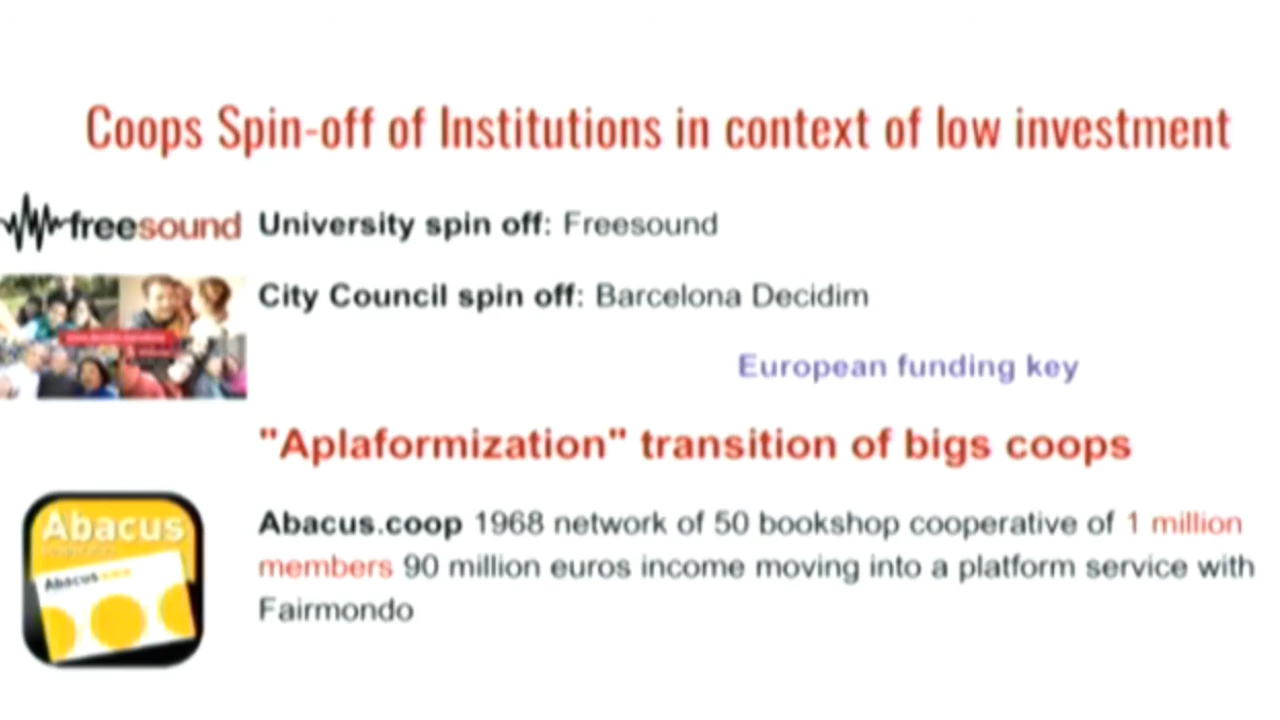 Coops Spin-off of Institutions in context of low investment
freesound
University spin off: Freesound
City Council spin off: Barcelona Decidim
European funding key
"Aplaformization" transition of bigs coops
Abacus
Abacus
Abacus.coop 1968 network of 50 bookshop cooperative of 1 million
members 90 million euros income moving into a platform service with
Fairmondo